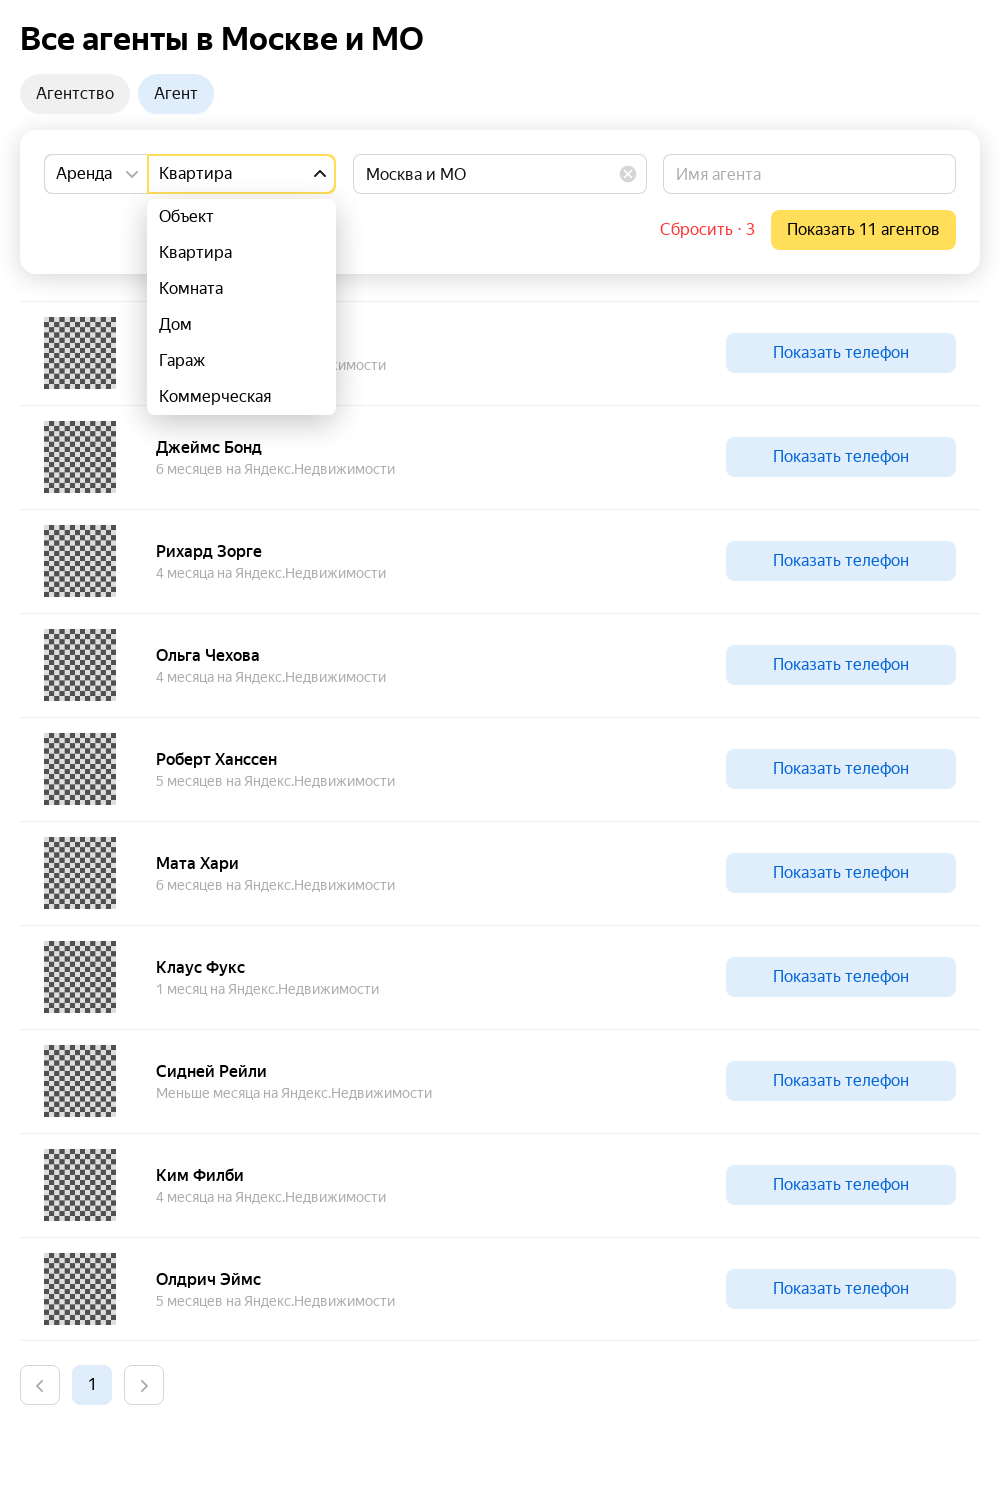 Все агенты в Москве и МО
Агентство
Агент
Аренда
Квартира
Москва и МО
Имя агента
Сбросить · 3
Показать 11 агентов
Объект
Квартира
Комната
Дом
Гараж
Коммерческая
Показать телефон
Джеймс Бонд
6 месяцев на Яндекс.Недвижимости
Показать телефон
Рихард Зорге
4 месяца на Яндекс.Недвижимости
Показать телефон
Ольга Чехова
4 месяца на Яндекс.Недвижимости
Показать телефон
Роберт Ханссен
5 месяцев на Яндекс.Недвижимости
Показать телефон
Мата Хари
6 месяцев на Яндекс.Недвижимости
Показать телефон
Клаус Фукс
1 месяц на Яндекс.Недвижимости
Показать телефон
Сидней Рейли
Меньше месяца на Яндекс.Недвижимости
Показать телефон
Ким Филби
4 месяца на Яндекс.Недвижимости
Показать телефон
Олдрич Эймс
5 месяцев на Яндекс.Недвижимости
Показать телефон
1